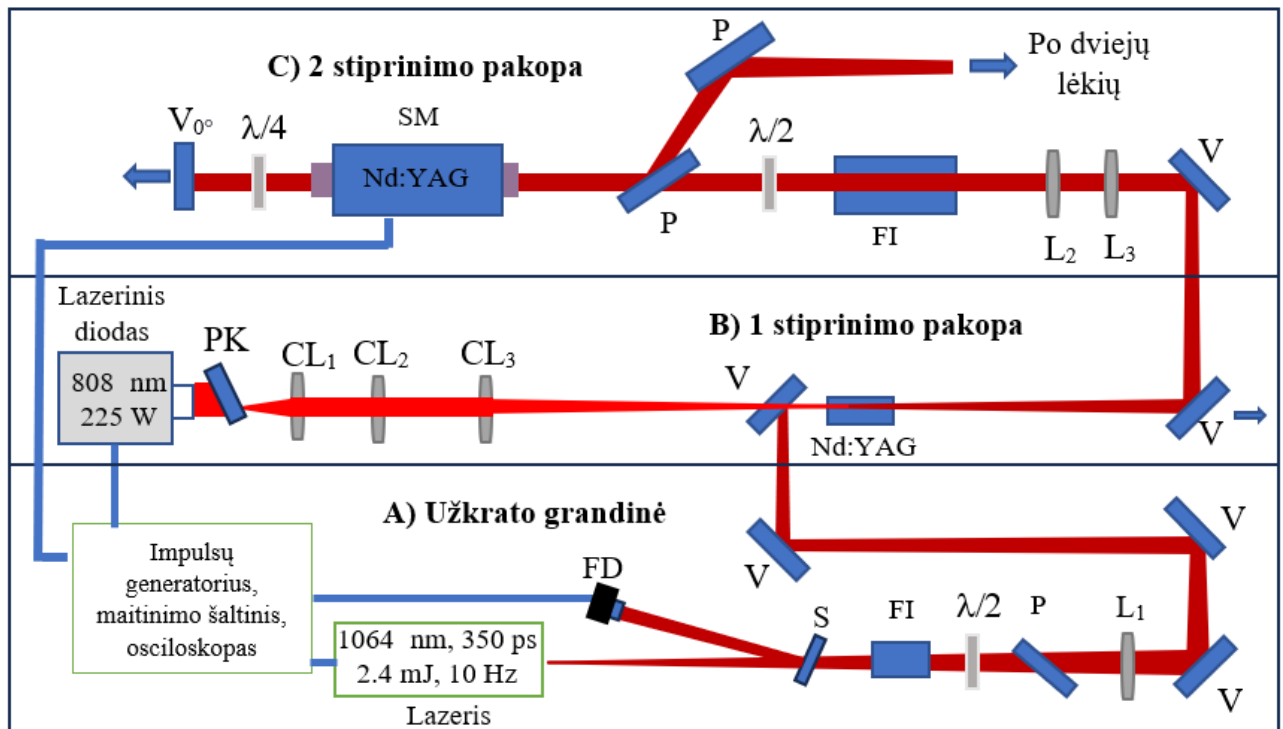 C) 2 stiprinimo pakopa
P
Po dviejų
lėkių
V0°
λ/4
SM
Nd:YAG
P
λ/2
FI
L2
L3
V
Lazerinis
diodas
808 nm
225 W
PK
CL1
CL2
CL3
B) 1 stiprinimo pakopa
V
Nd:YAG
V
A) Užkrato grandinė
V
V
Impulsų
generatorius,
maitinimo šaltinis,
osciloskopas
FD
1064 nm, 350 ps
2.4 mJ, 10 Hz
Lazeris
S
FI
λ/2
P
L1
V